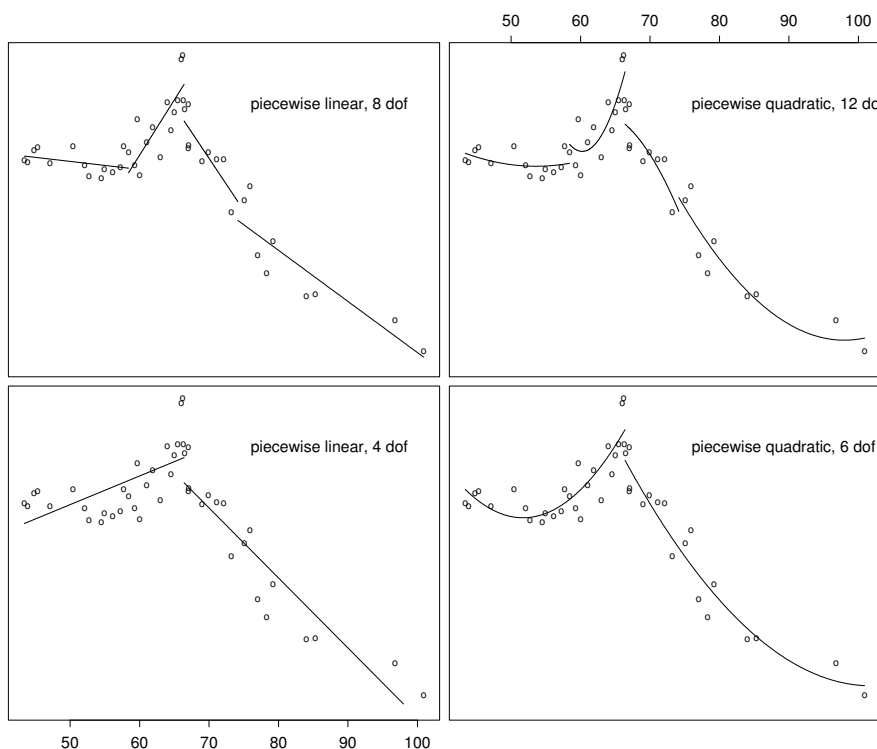 50 60 70 80 90 100
piecewise linear, 8 dof
piecewise quadratic, 12 do
piecewise linear, 4 dof
piecewise quadratic, 6 dof
50 60 70 80 90 100